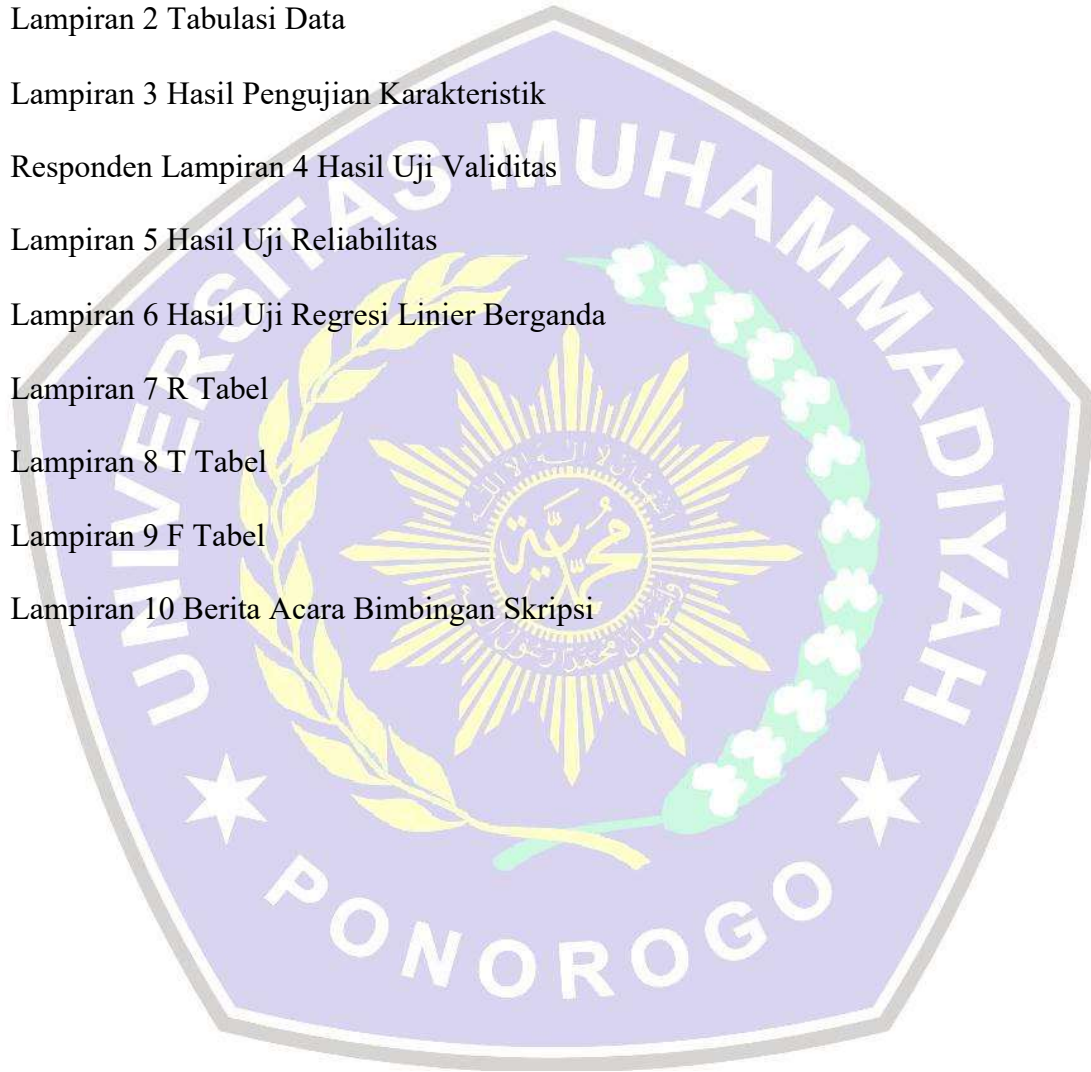 Lampiran 2 Tabulasi Data
Lampiran 3 Hasil Pengujian Karakteristik
Responden Lampiran 4 Hasil Uji Validitas
Lampiran 5 Hasil Uji Reliabilitas
Lampiran 6 Hasil Uji Regresi Linier Berganda
Lampiran 7 R Tabel
Lampiran 8 T Tabel
Lampiran 9 F Tabel
Lampiran 10 Berita Acara Bimbingan Skripsi
UNIVERSITAS MUHAMMADIYAH
PONOROGO